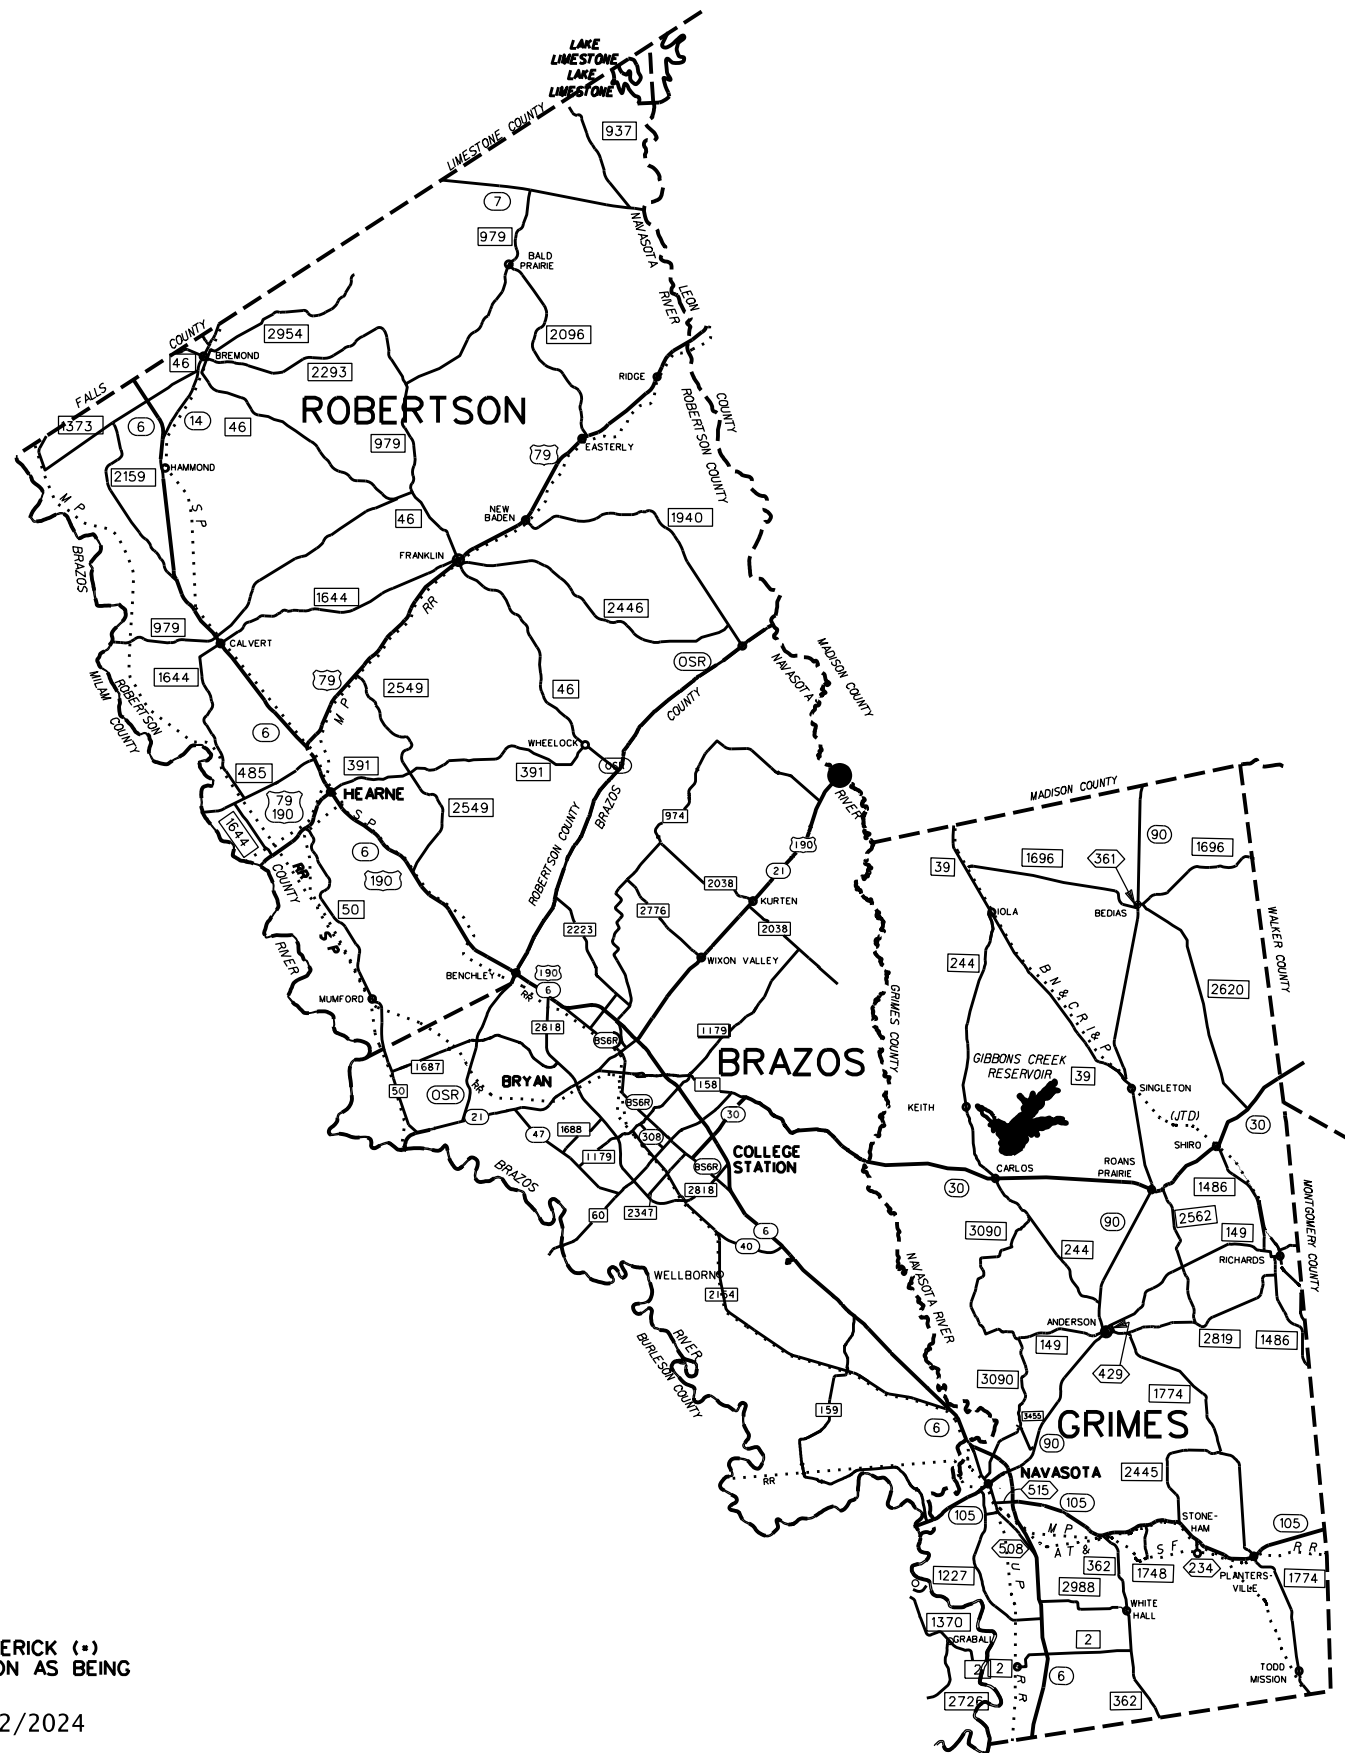 LAKE
LIMESTONE
LAKE
LIMESTONE
LIMESTONE COUNTY
937
7
979
NAVASOTA
RIVER
LEON
COUNTY
BALD
PRAIRIE
2954
COUNTY
46
BREMOND
2293
2096
RIDGE
FALLS
ROBERTSON
ROBERTSON COUNTY
1373
6
14
46
979
EASTERLY
79
HAMMOND
2159
M P
S P
NEW
BADEN
46
1940
FRANKLIN
BRAZOS
1644
RR
2446
979
CALVERT
OSR
MADISON COUNTY
NAVASOTA
1644
79
2549
46
COUNTY
ROBERTSON
MILAM COUNTY
M P
6
WHEELOCK
485
391
391
OSR
HEARNE
79
190
2549
BRAZOS
RIVER
MADISON COUNTY
1644
S P
974
190
90
6
190
ROBERTSON COUNTY
39
1696
361
1696
COUNTY
RR
21
2038
KURTEN
50
2776
IOLA
BEDIAS
WALKER COUNTY
S P
2223
2038
RIVER
WIXON VALLEY
244
BENCHLEY
190
6
RR
B N & C R I & P
2620
MUMFORD
GRIMES COUNTY
2818
BS6R
1179
BRAZOS
GIBBONS CREEK
RESERVOIR
1687
39
BRYAN
158
50
OSR
RR
SINGLETON
21
BS6R
30
KEITH
(JTD)
30
47
1688
308
SHIRO
1179
COLLEGE
STATION
BS6R
ROANS
PRAIRIE
CARLOS
BRAZOS
2818
30
1486
60
2347
2562
MONTGOMERY COUNTY
6
3090
90
149
40
244
RICHARDS
WELLBORN
NAVASOTA RIVER
2154
ANDERSON
RIVER
BURLESON COUNTY
149
2819
1486
429
3090
1774
159
3455
GRIMES
6
90
RR
NAVASOTA
2445
515
105
105
STONE-
HAM
105
508
M P
AT &
S F
R R
362
1748
234
PLANTERS-
VILLE
1774
1227
U P
2988
WHITE
HALL
1370
GRABALL
2
2
2
6
TODD
MISSION
R R
2726
362
ERICK (*)
ON AS BEING
2/2024